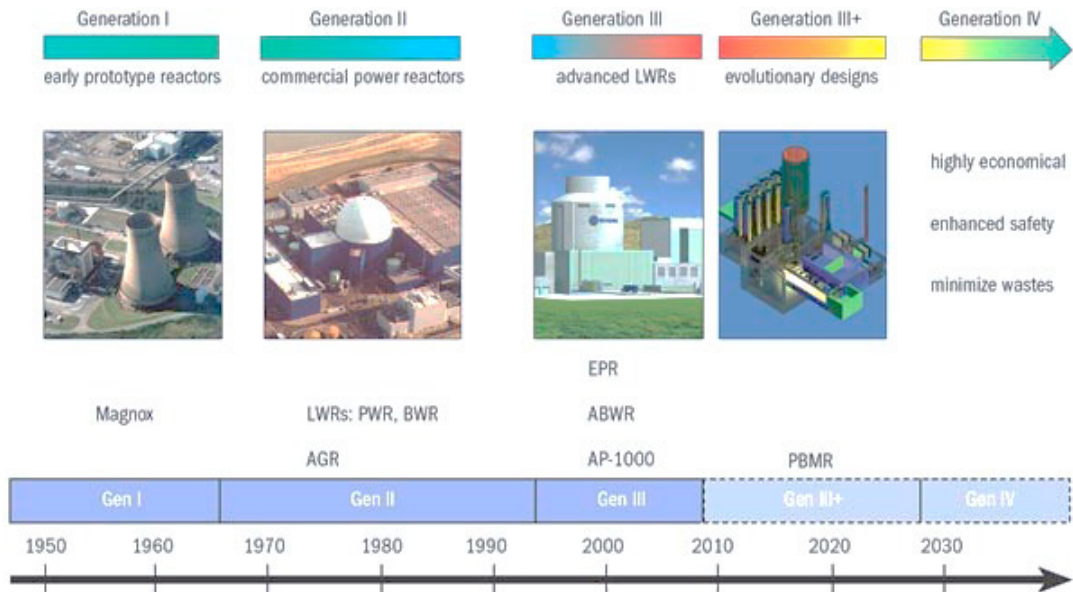 Generation I
Generation II
Generation III
Generation III+
Generation IV
early prototype reactors
commercial power reactors
advanced LWRs
evolutionary designs
highly economical
enhanced safety
minimize wastes
EPR
Magnox
LWRs: PWR, BWR
ABWR
AGR
AP-1000
PBMR
Gen I
Gen II
Gen III
Gen III+
Gen IV
1950
1960
1970
1980
1990
2000
2010
2020
2030